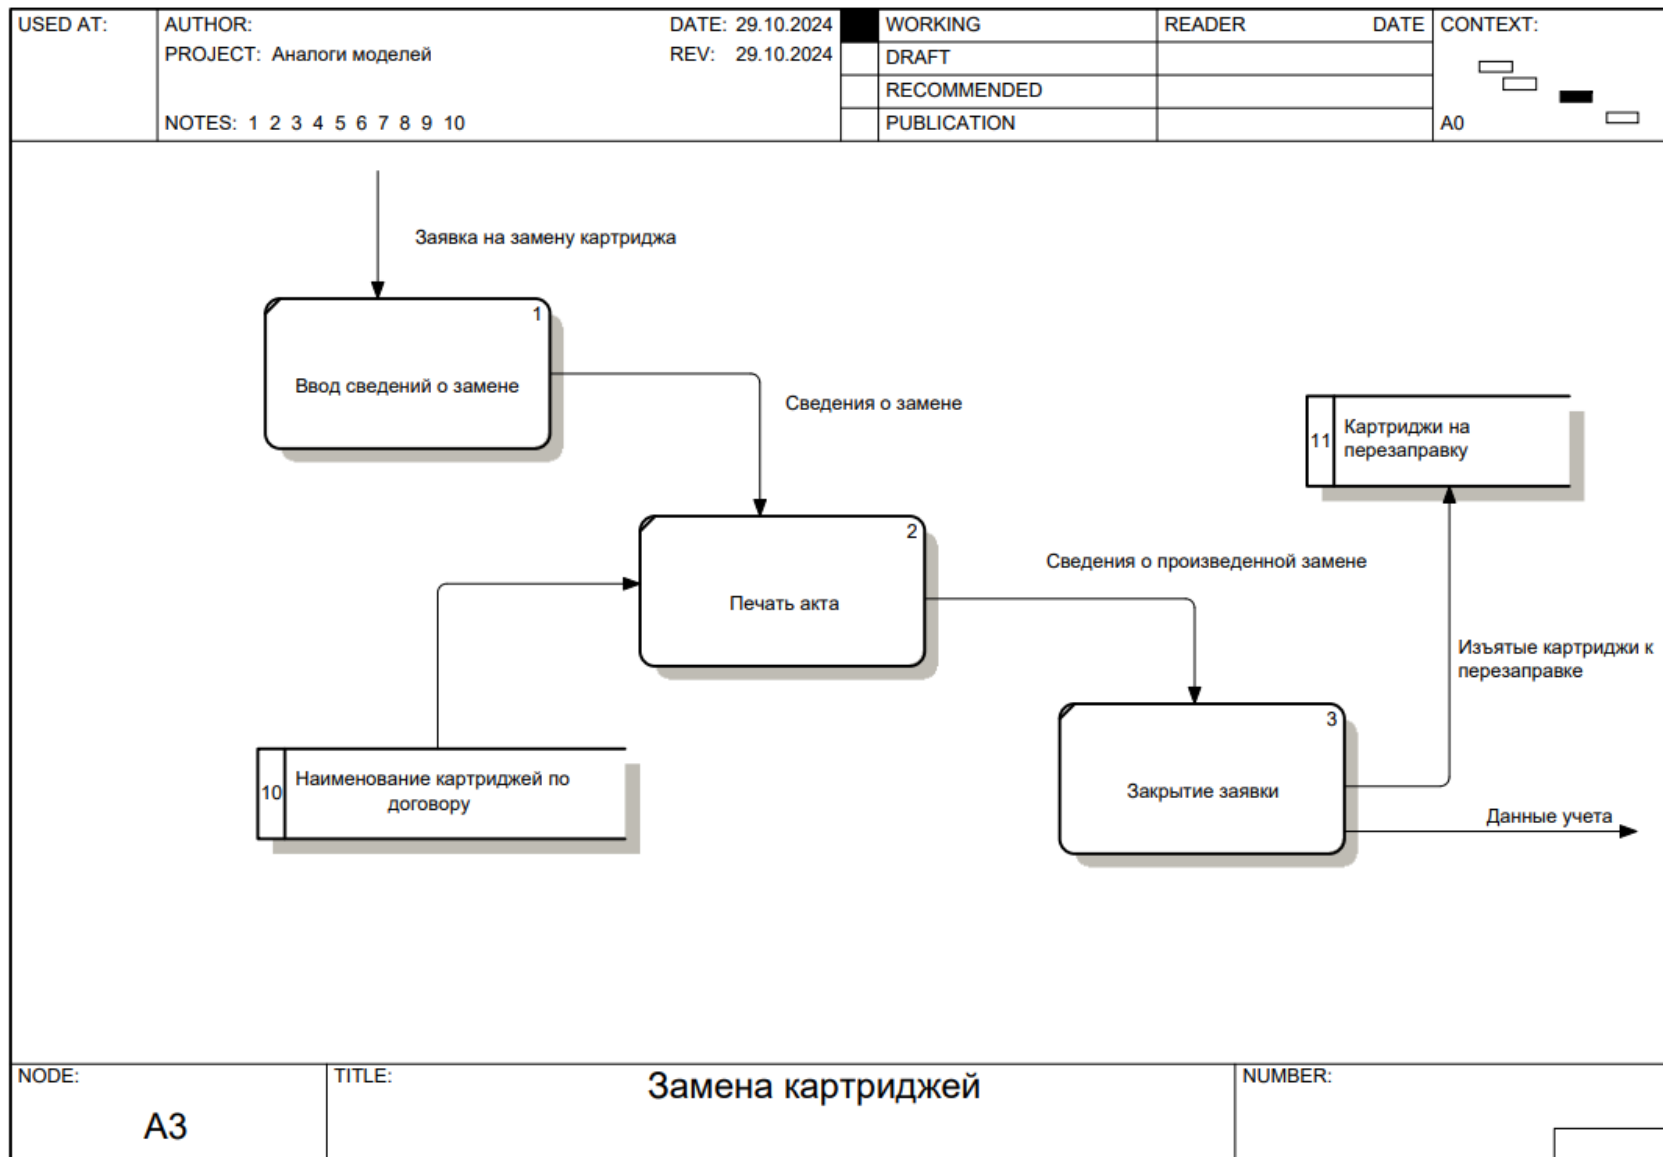 USED AT:
AUTHOR:
DATE: 29.10.2024
PROJECT: Аналоги моделей
REV: 29.10.2024
NOTES: 1 2 3 4 5 6 7 8 9 10
WORKING
DRAFT
RECOMMENDED
PUBLICATION
READER
DATE
CONTEXT:
A0
Заявка на замену картриджа
1
Ввод сведений о замене
Сведения о замене
11
Картриджи на
перезаправку
2
Печать акта
Сведения о произведенной замене
Изъятые картриджи к
перезаправке
10
Наименование картриджей по
договору
3
Закрытие заявки
Данные учета
NODE:
A3
TITLE:
Замена картриджей
NUMBER: